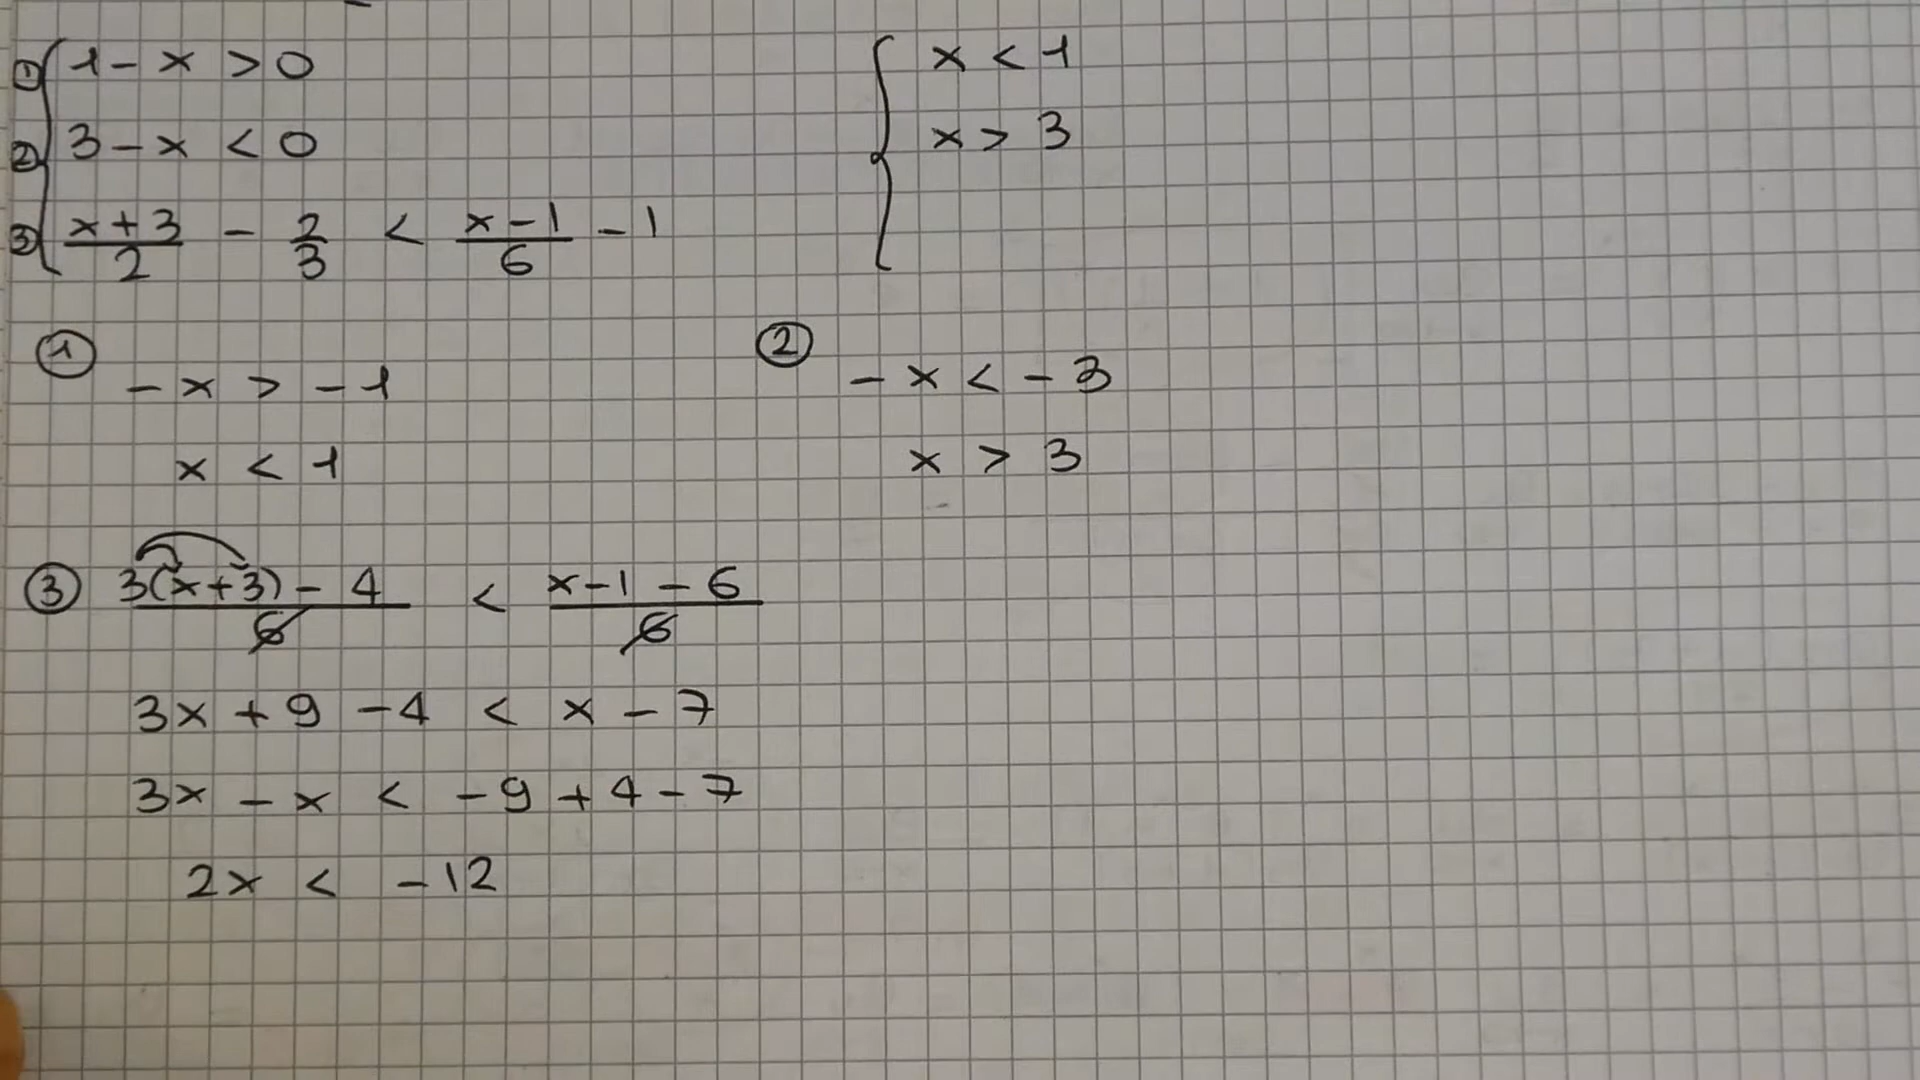 ① 1 - x > 0
② 3 - x < 0
③ (x + 3)/2 - 2/3 < (x - 1)/6 - 1
x < 1
x > 3
①
- x > - 1
x < 1
②
- x < - 3
x > 3
③ (3(x + 3) - 4)/6 < (x - 1 - 6)/6
3x + 9 - 4 < x - 7
3x - x < - 9 + 4 - 7
2x < - 12